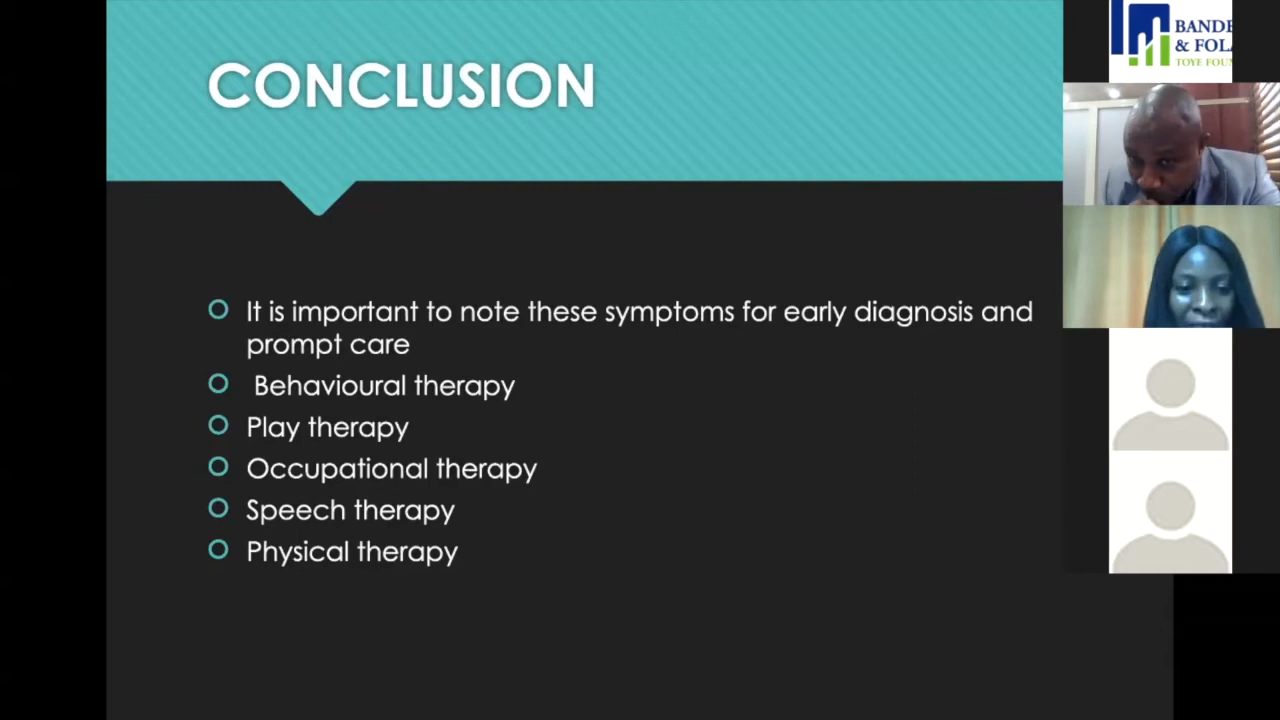 CONCLUSION
It is important to note these symptoms for early diagnosis and
prompt care
Behavioural therapy
Play therapy
Occupational therapy
Speech therapy
Physical therapy
BANDE
& FOL
TOYE FOUN